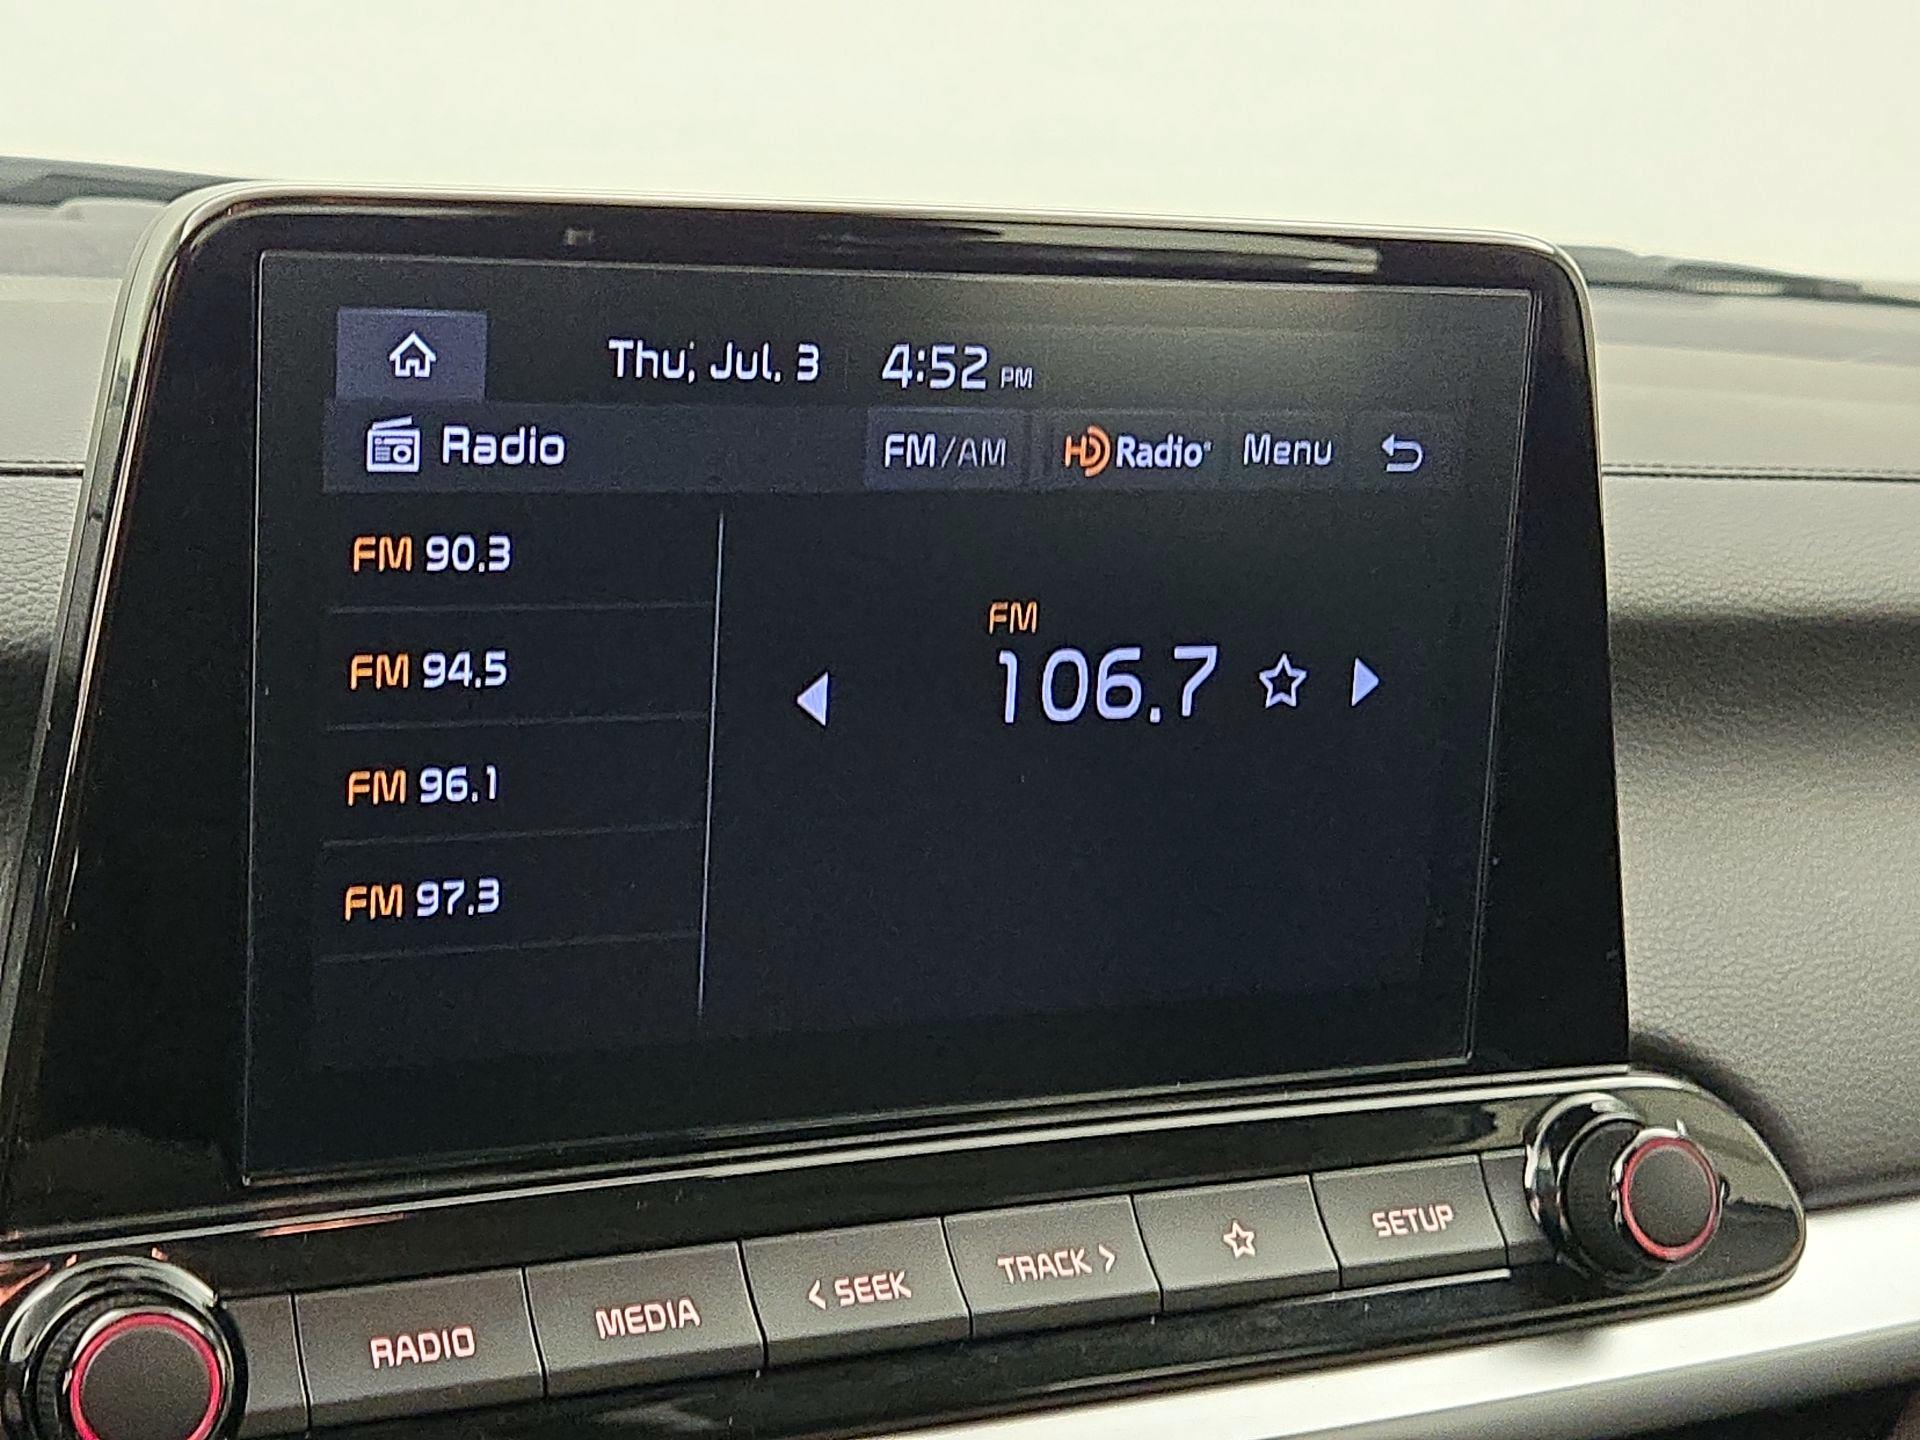 Thu, Jul. 3 4:52 PM
Radio FM/AM HD Radio Menu
FM 90.3
FM 94.5
FM 96.1
FM 97.3
FM
106.7
RADIO MEDIA < SEEK TRACK > SETUP